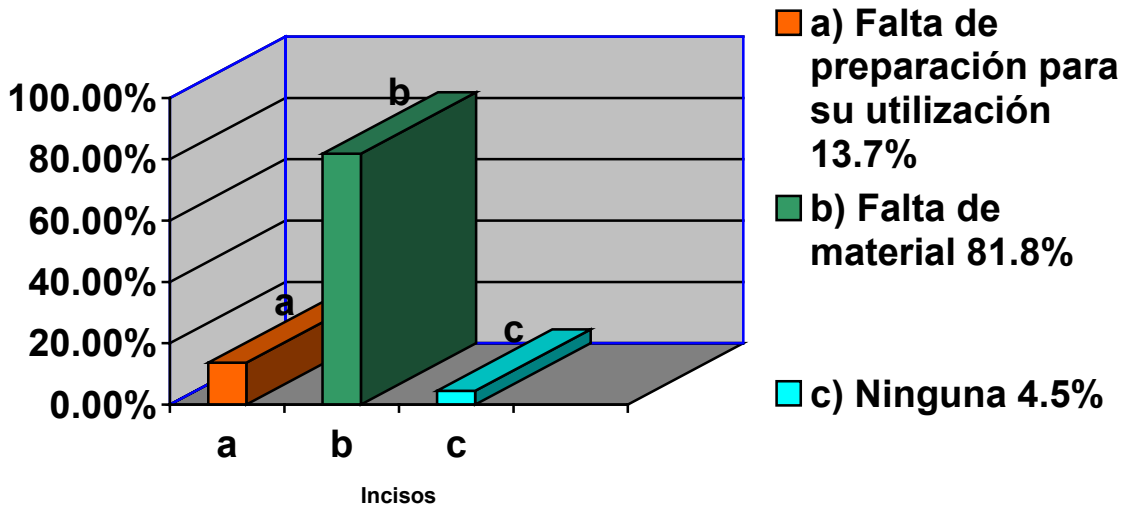 100.00%
80.00%
60.00%
40.00%
20.00%
0.00%
a
b
c
a
b
c
Incisos
a) Falta de
preparación para
su utilización
13.7%
b) Falta de
material 81.8%
c) Ninguna 4.5%